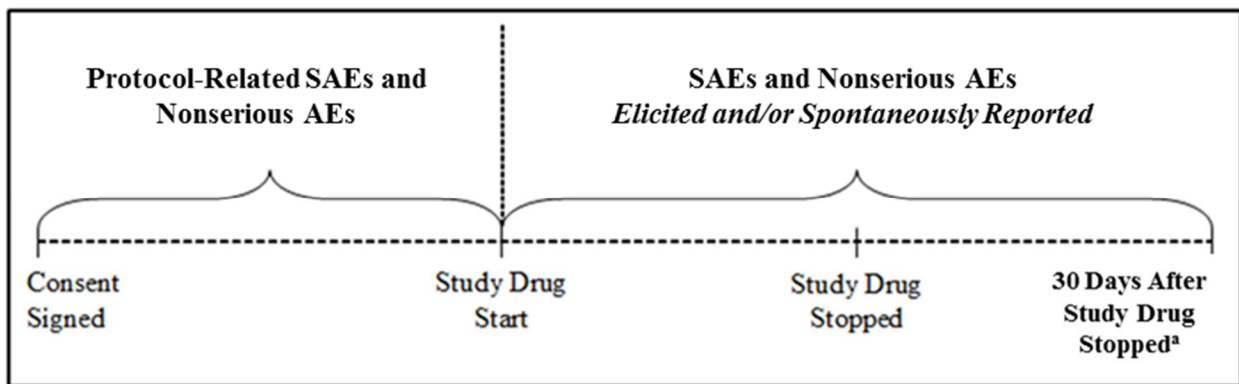 Protocol-Related SAEs and
Nonserious AEs
SAEs and Nonserious AEs
Elicited and/or Spontaneously Reported
Consent
Signed
Study Drug
Start
Study Drug
Stopped
30 Days After
Study Drug
Stoppedᵃ